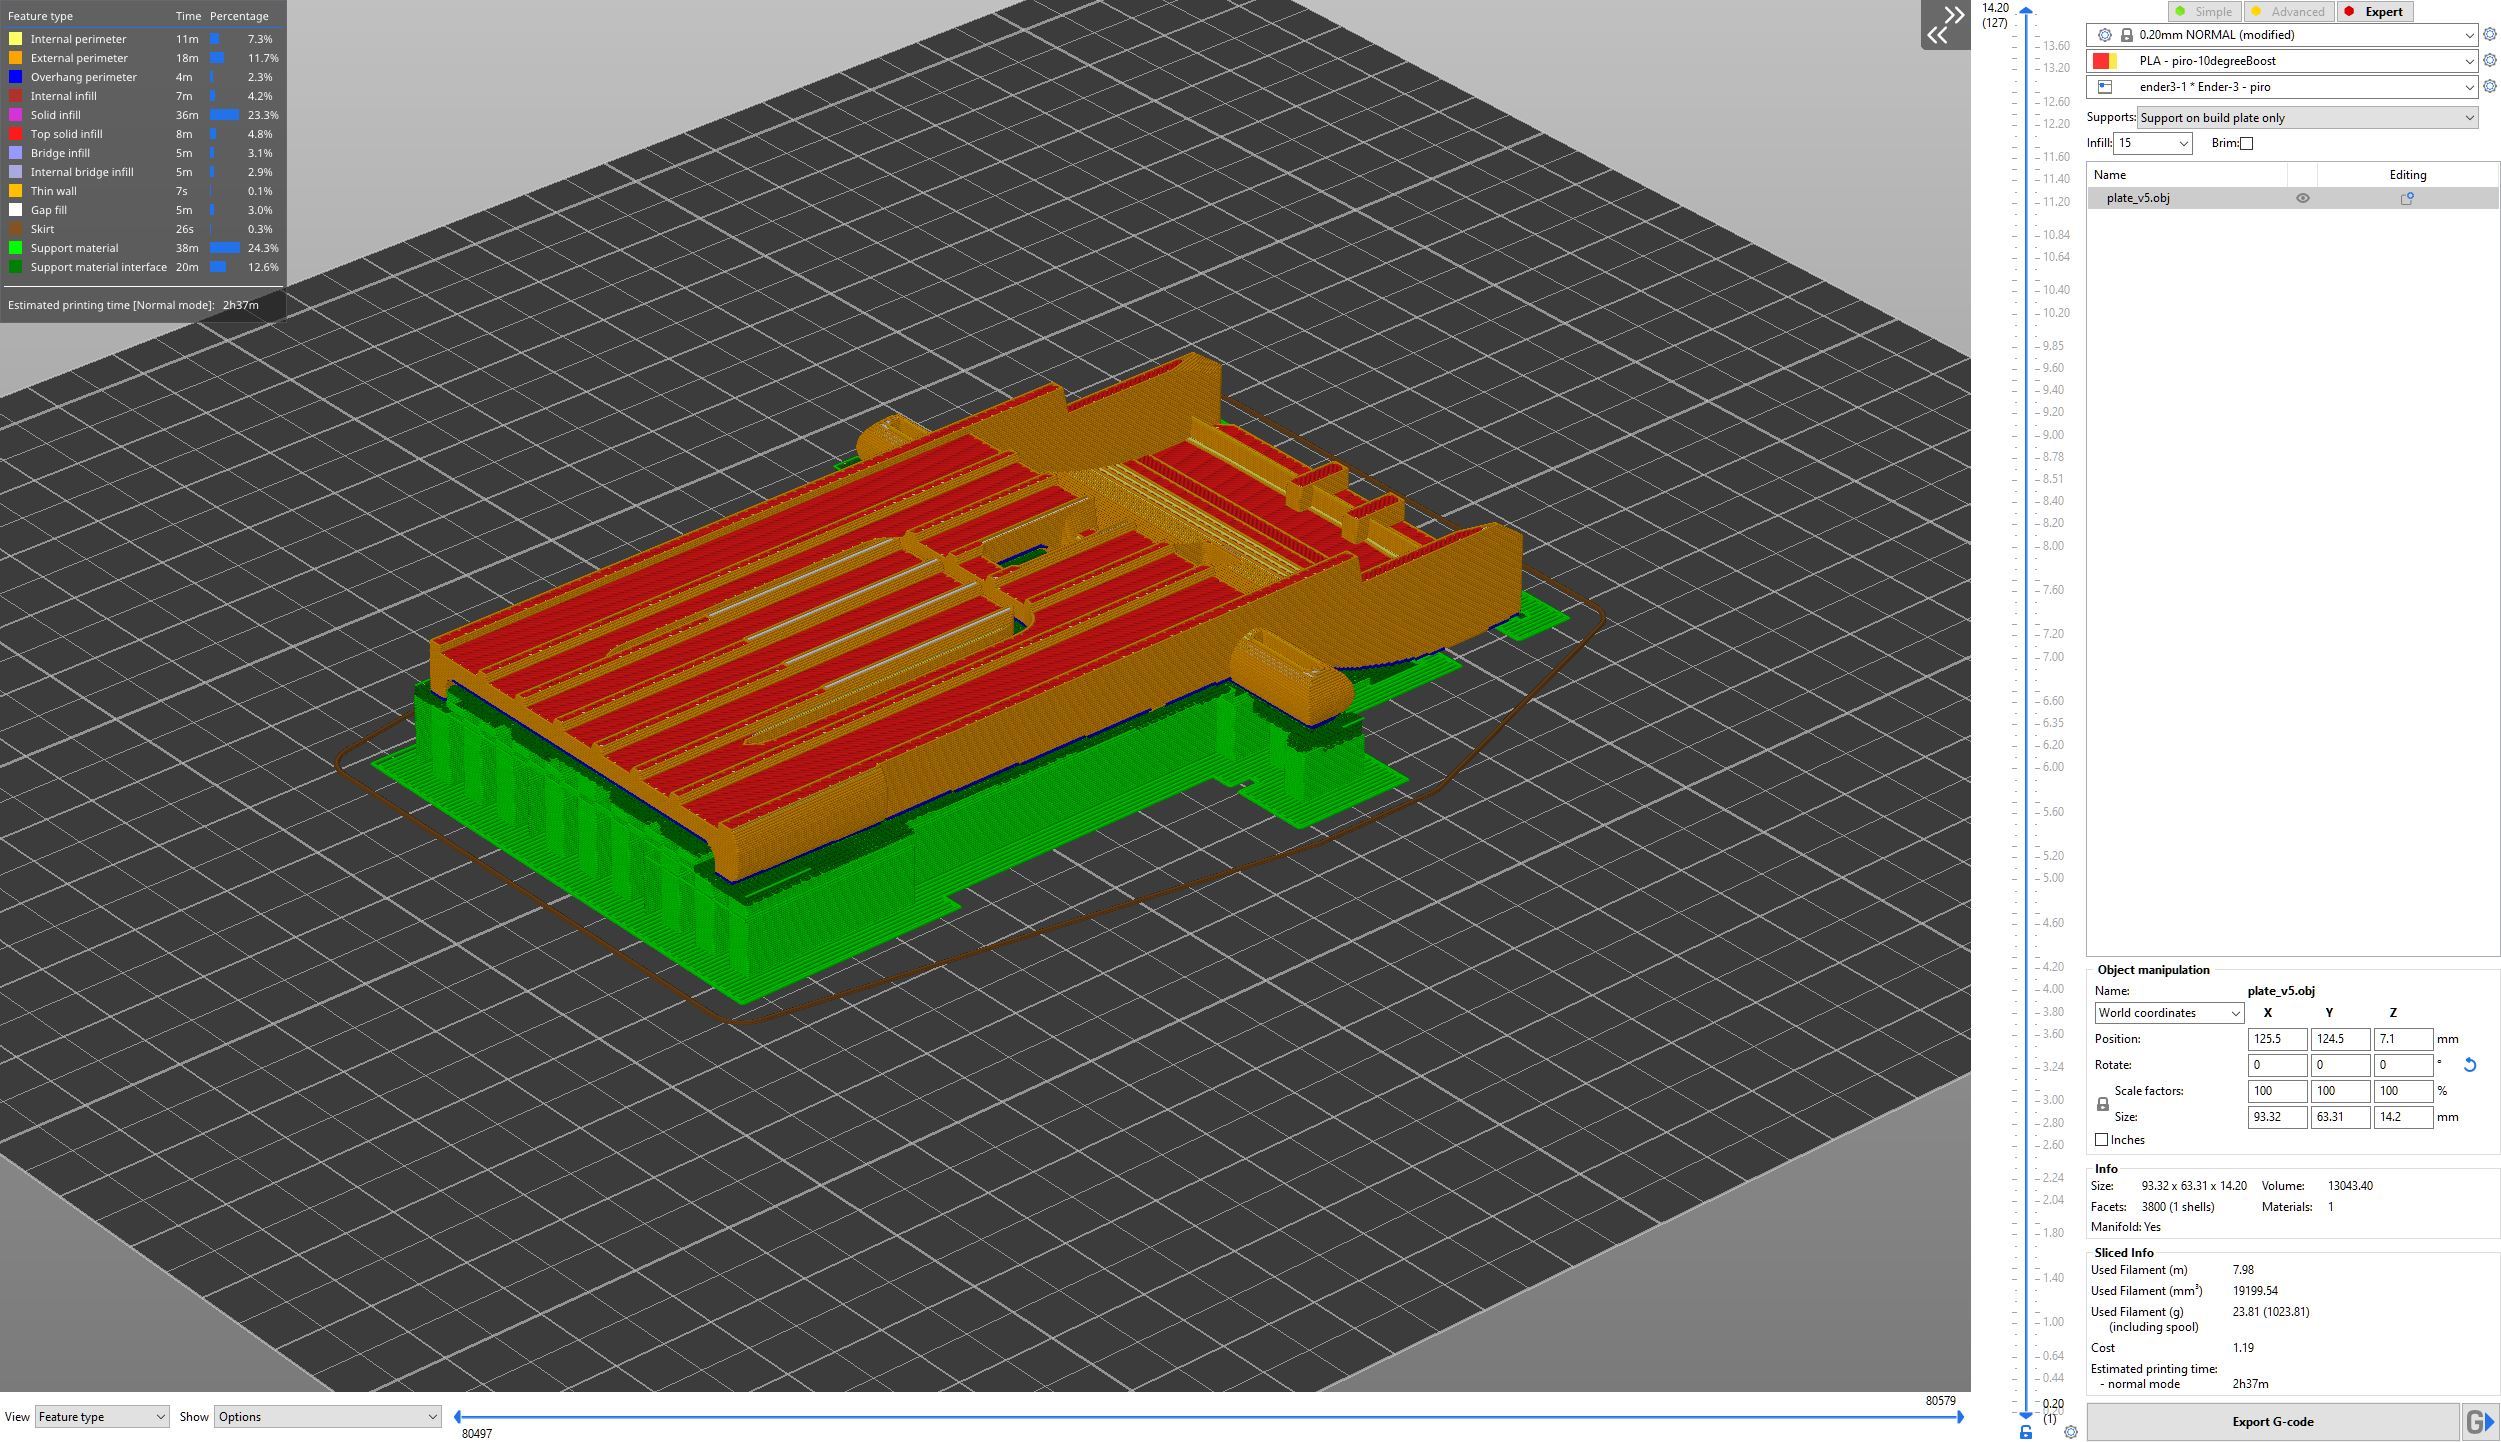 Feature type Time Percentage
Internal perimeter 11m 7.3%
External perimeter 18m 11.7%
Overhang perimeter 4m 2.3%
Internal infill 7m 4.2%
Solid infill 36m 23.3%
Top solid infill 8m 4.8%
Bridge infill 5m 3.1%
Internal bridge infill 5m 2.9%
Thin wall 7s 0.1%
Gap fill 5m 3.0%
Skirt 26s 0.3%
Support material 38m 24.3%
Support material interface 20m 12.6%
Estimated printing time [Normal mode]: 2h37m
14.20
(127)
13.60
13.20
12.60
12.20
11.60
11.40
11.20
10.84
10.64
10.40
10.20
9.85
9.60
9.40
9.20
9.00
8.78
8.51
8.40
8.20
8.00
7.60
7.20
7.00
6.60
6.35
6.20
6.00
5.60
5.20
5.00
4.60
4.20
4.00
3.80
3.60
3.24
3.00
2.80
2.60
2.24
2.04
1.80
1.40
1.00
0.64
0.44
0.20
(1)
Simple Advanced Expert
0.20mm NORMAL (modified)
PLA - piro-10degreeBoost
ender3-1 * Ender-3 - piro
Supports: Support on build plate only
Infill: 15 Brim:
Name Editing
plate_v5.obj
Object manipulation
Name: plate_v5.obj
World coordinates X Y Z
Position: 125.5 124.5 7.1 mm
Rotate: 0 0 0 °
Scale factors: 100 100 100 %
Size: 93.32 63.31 14.2 mm
Inches
Info
Size: 93.32 x 63.31 x 14.20 Volume: 13043.40
Facets: 3800 (1 shells) Materials: 1
Manifold: Yes
Sliced Info
Used Filament (m) 7.98
Used Filament (mm³) 19199.54
Used Filament (g) 23.81 (1023.81)
(including spool)
Cost 1.19
Estimated printing time:
- normal mode 2h37m
Export G-code
G
View Feature type Show Options
80579
80497